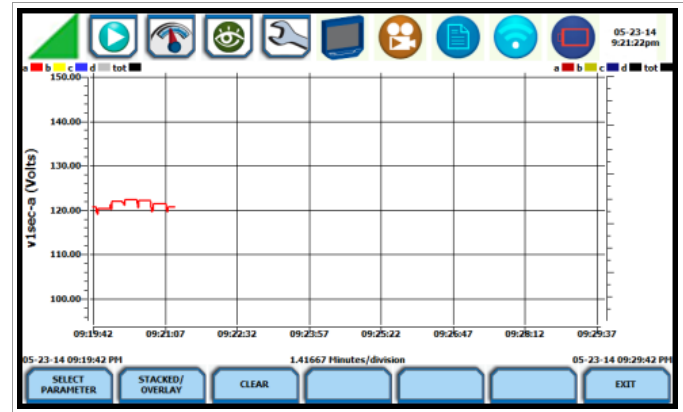 05-23-14
9:21:22pm
a b c d tot
a b c d tot
150.00
140.00
130.00
120.00
110.00
100.00
v1sec-a (Volts)
09:19:42 09:21:07 09:22:32 09:23:57 09:25:22 09:26:47 09:28:12 09:29:37
05-23-14 09:19:42 PM 1.41667 Minutes/division 05-23-14 09:29:42 PM
SELECT PARAMETER
STACKED/ OVERLAY
CLEAR
EXIT